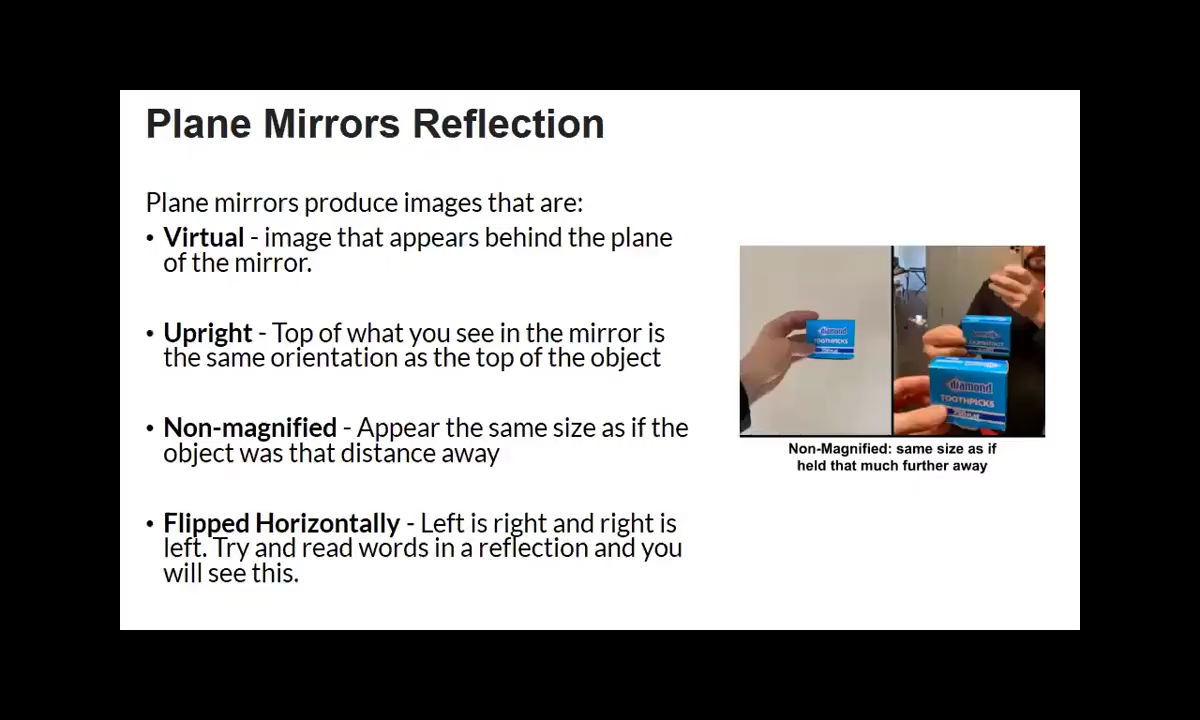 Plane Mirrors Reflection
Plane mirrors produce images that are:
• Virtual - image that appears behind the plane
of the mirror.
• Upright - Top of what you see in the mirror is
the same orientation as the top of the object
• Non-magnified - Appear the same size as if the
object was that distance away
• Flipped Horizontally - Left is right and right is
left. Try and read words in a reflection and you
will see this.
diamond
TOOTHPICKS
diamond
TOOTHPICKS
Non-Magnified: same size as if
held that much further away